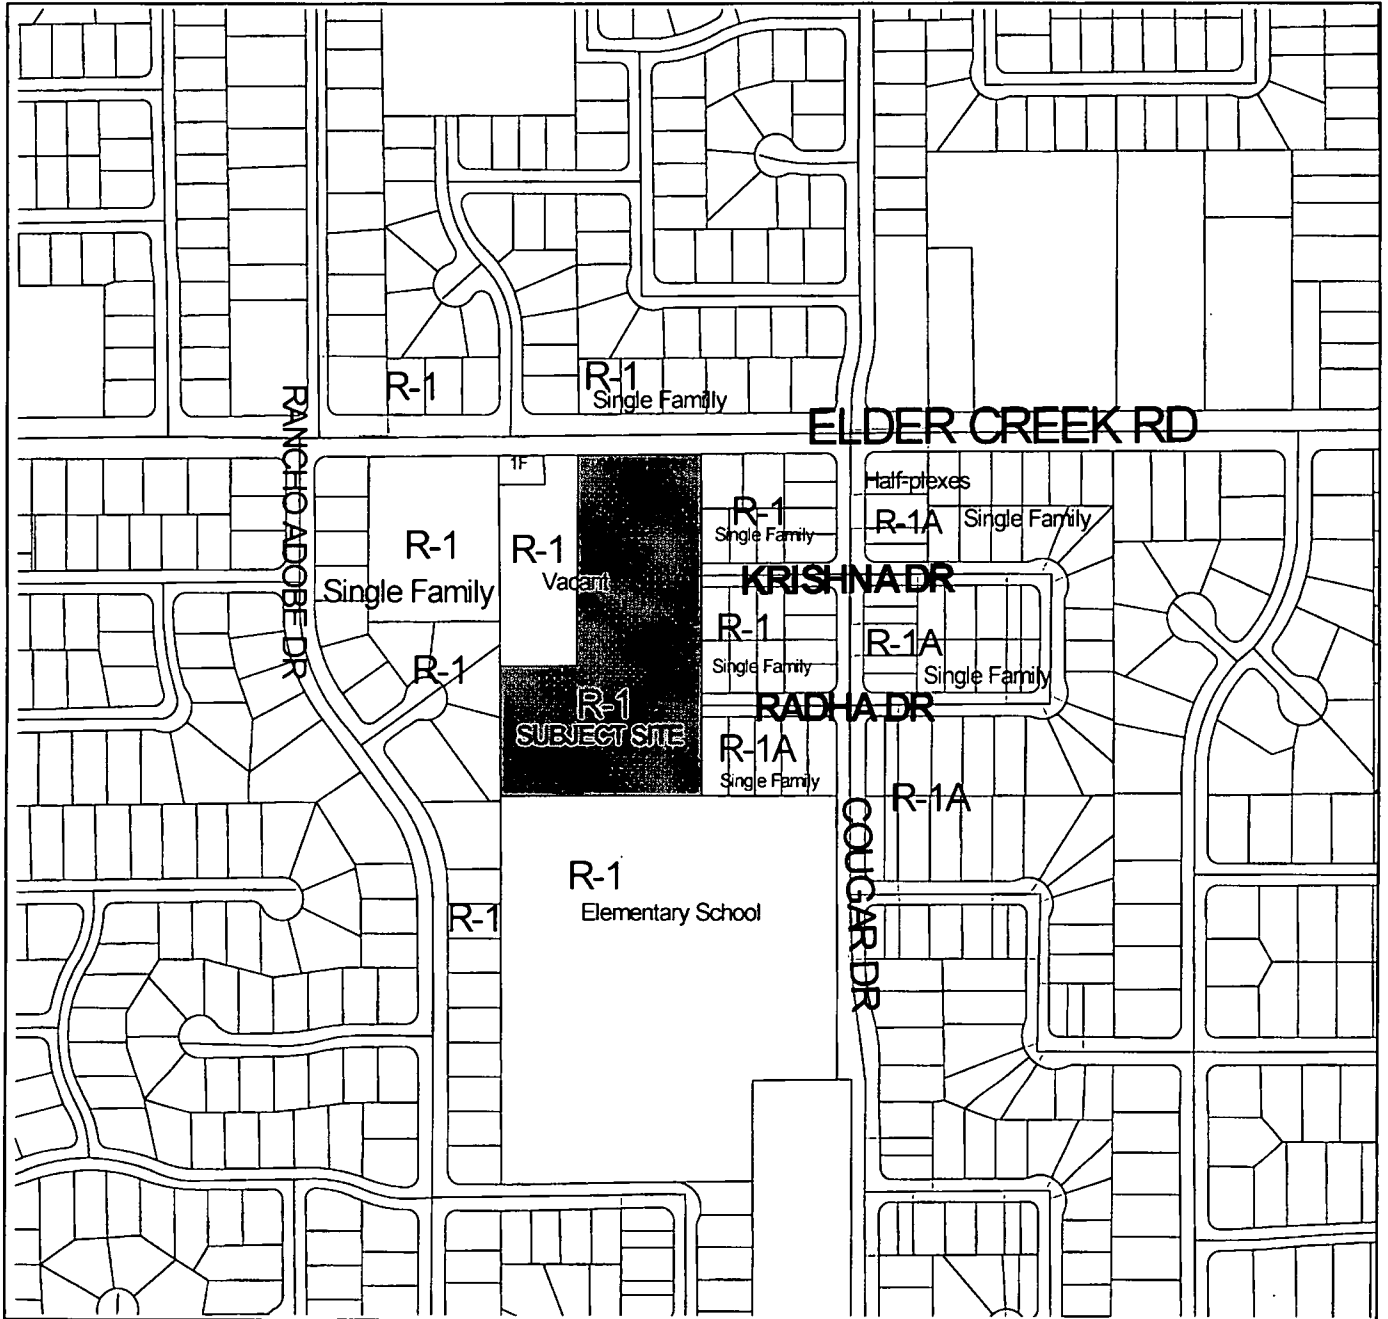 R-1
R-1
Single Familly
ELDER CREEK RD
RANCHO ADOBE DR
1F
R-1
Single Family
R-1
Vacant
R-1
Single Family
Half-plexes
R-1A
Single Family
KRISHNA DR
R-1
Single Family
R-1A
Single Family
R-1
R-1
SUBJECT SITE
RADHA DR
R-1A
Single Family
R-1A
COUGAR DR
R-1
Elementary School
R-1